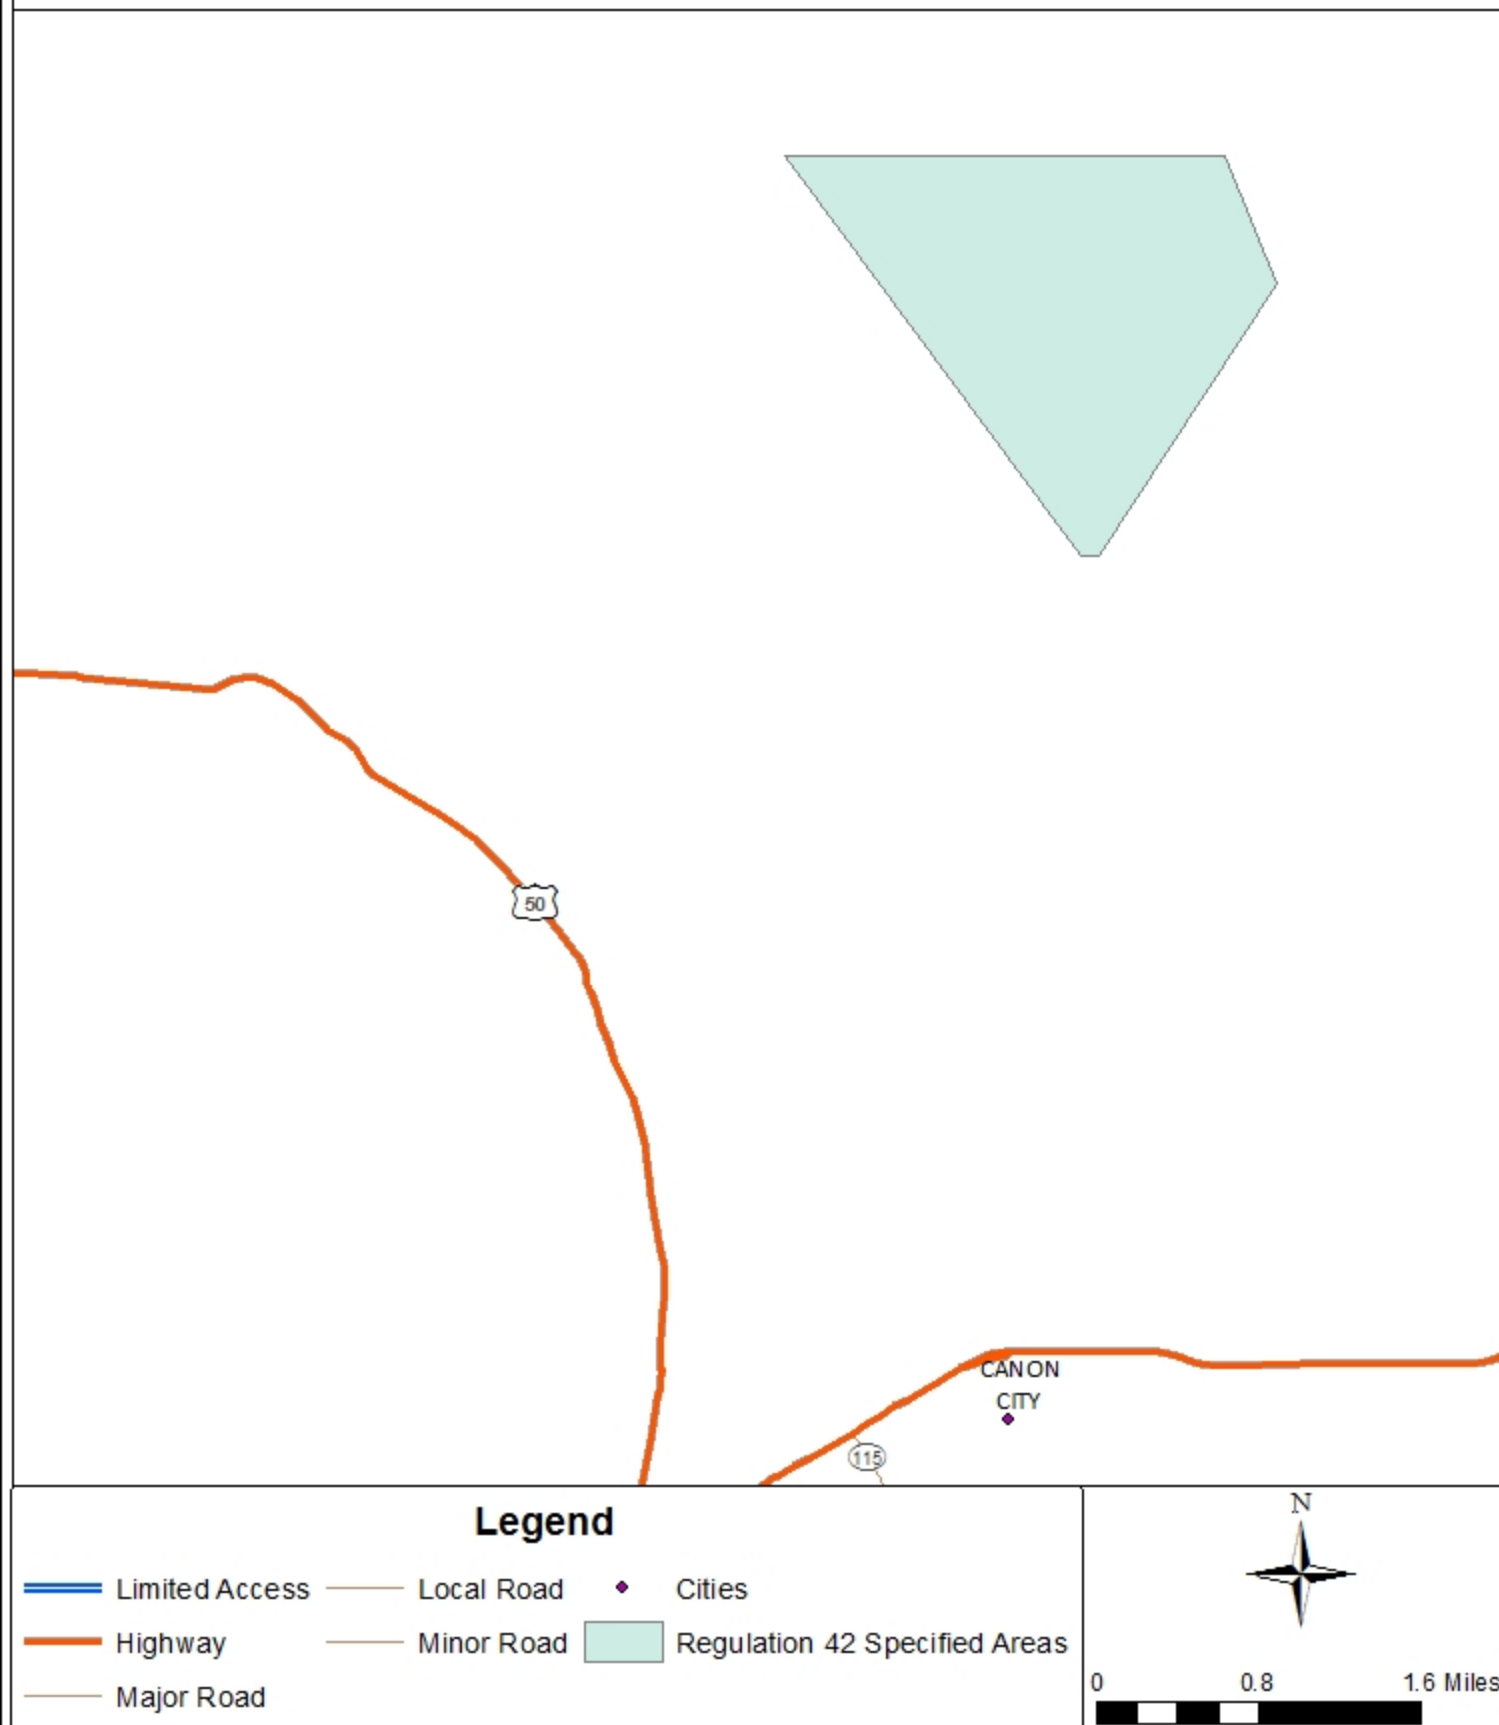 50
CANON
CITY
115
Legend
N
Limited Access
Local Road
Cities
Highway
Minor Road
Regulation 42 Specified Areas
Major Road
0 0.8 1.6 Miles